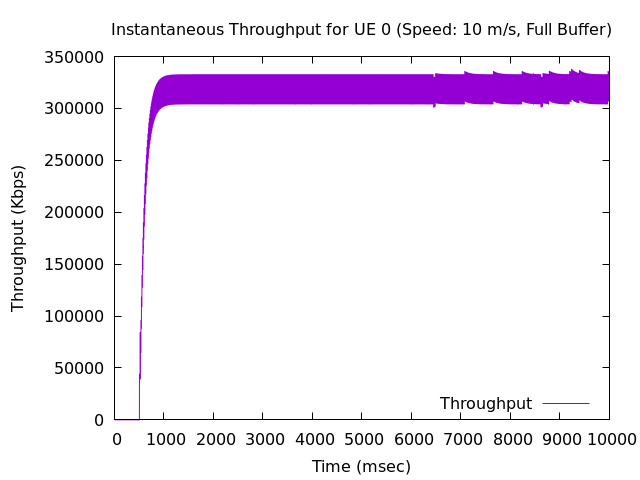 Instantaneous Throughput for UE 0 (Speed: 10 m/s, Full Buffer)
350000
300000
250000
200000
150000
100000
50000
0
Throughput (Kbps)
Throughput
0 1000 2000 3000 4000 5000 6000 7000 8000 9000 10000
Time (msec)